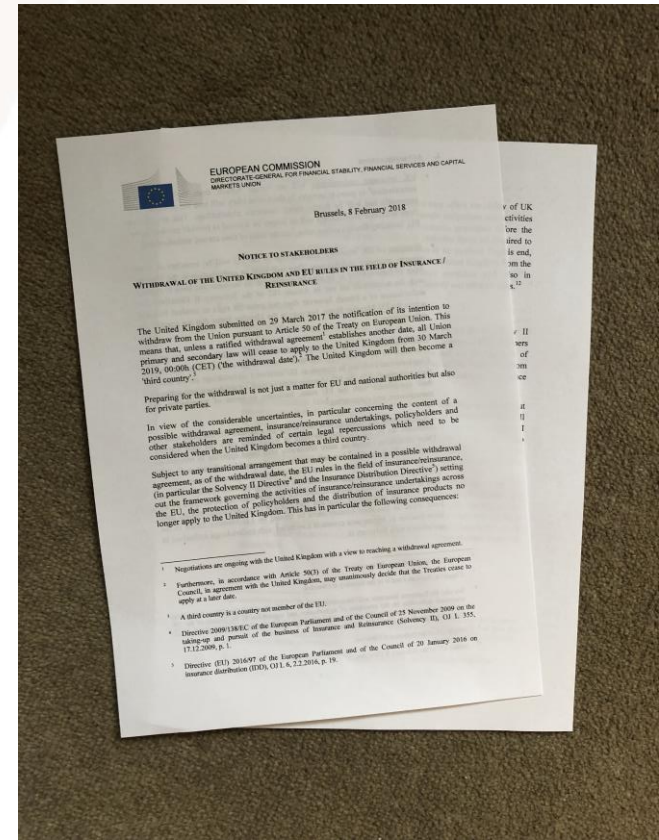 EUROPEAN COMMISSION
DIRECTORATE-GENERAL FOR FINANCIAL STABILITY, FINANCIAL SERVICES AND CAPITAL
MARKETS UNION
Brussels, 8 February 2018
NOTICE TO STAKEHOLDERS
WITHDRAWAL OF THE UNITED KINGDOM AND EU RULES IN THE FIELD OF INSURANCE /
REINSURANCE
The United Kingdom submitted on 29 March 2017 the notification of its intention to
withdraw from the Union pursuant to Article 50 of the Treaty on European Union. This
means that, unless a ratified withdrawal agreement¹ establishes another date, all Union
primary and secondary law will cease to apply to the United Kingdom from 30 March
2019, 00:00h (CET) ('the withdrawal date').² The United Kingdom will then become a
'third country'.³
Preparing for the withdrawal is not just a matter for EU and national authorities but also
for private parties.
In view of the considerable uncertainties, in particular concerning the content of a
possible withdrawal agreement, insurance/reinsurance undertakings, policyholders and
other stakeholders are reminded of certain legal repercussions which need to be
considered when the United Kingdom becomes a third country.
Subject to any transitional arrangement that may be contained in a possible withdrawal
agreement, as of the withdrawal date, the EU rules in the field of insurance/reinsurance,
(in particular the Solvency II Directive⁴ and the Insurance Distribution Directive⁵) setting
out the framework governing the activities of insurance/reinsurance undertakings across
the EU, the protection of policyholders and the distribution of insurance products no
longer apply to the United Kingdom. This has in particular the following consequences:
¹ Negotiations are ongoing with the United Kingdom with a view to reaching a withdrawal agreement.
² Furthermore, in accordance with Article 50(3) of the Treaty on European Union, the European
Council, in agreement with the United Kingdom, may unanimously decide that the Treaties cease to
apply at a later date.
³ A third country is a country not member of the EU.
⁴ Directive 2009/138/EC of the European Parliament and of the Council of 25 November 2009 on the
taking-up and pursuit of the business of Insurance and Reinsurance (Solvency II), OJ L 335,
17.12.2009, p. 1.
⁵ Directive (EU) 2016/97 of the European Parliament and of the Council of 20 January 2016 on
insurance distribution (IDD), OJ L 26, 2.2.2016, p. 19.
of UK
is end,
so in
II
of